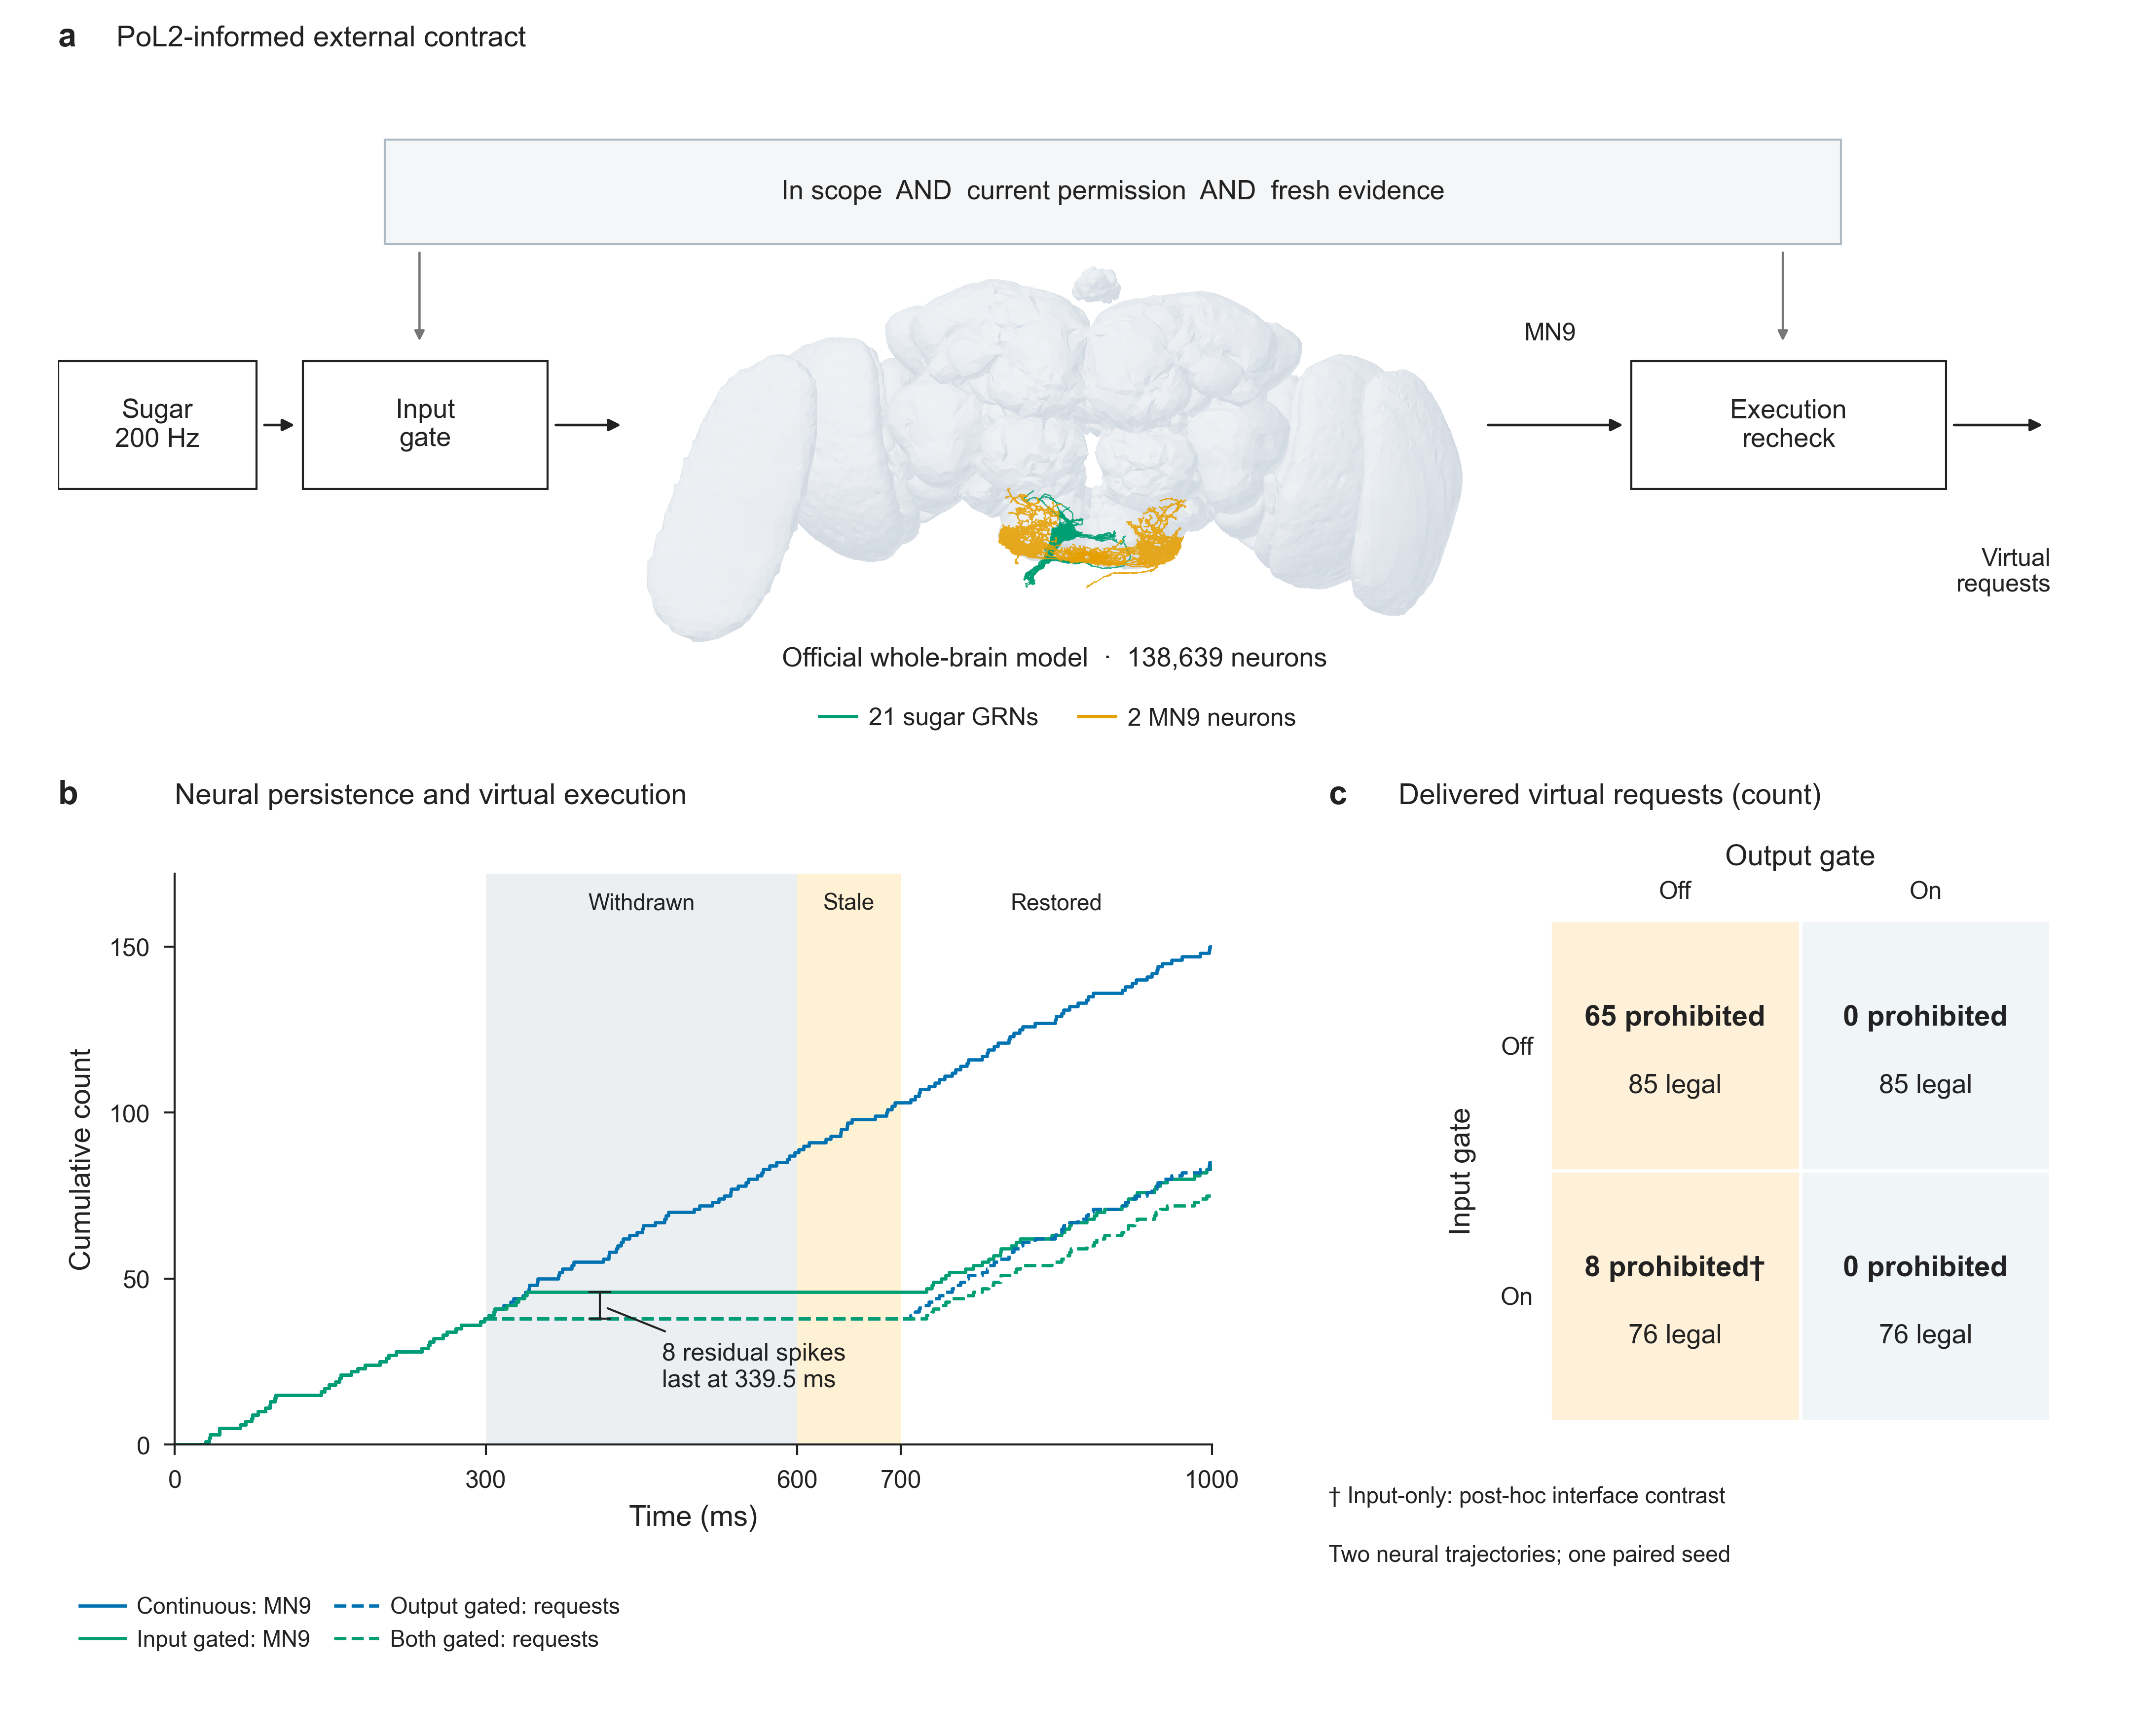 a PoL2-informed external contract
In scope AND current permission AND fresh evidence
Sugar
200 Hz
Input
gate
MN9
Execution
recheck
Virtual
requests
Official whole-brain model · 138,639 neurons
21 sugar GRNs
2 MN9 neurons
b Neural persistence and virtual execution
Withdrawn
Stale
Restored
Cumulative count
150
100
50
0
8 residual spikes
last at 339.5 ms
0 300 600 700 1000
Time (ms)
Continuous: MN9
Output gated: requests
Input gated: MN9
Both gated: requests
c Delivered virtual requests (count)
Output gate
Off On
Input gate
Off
65 prohibited
85 legal
0 prohibited
85 legal
On
8 prohibited†
76 legal
0 prohibited
76 legal
† Input-only: post-hoc interface contrast
Two neural trajectories; one paired seed